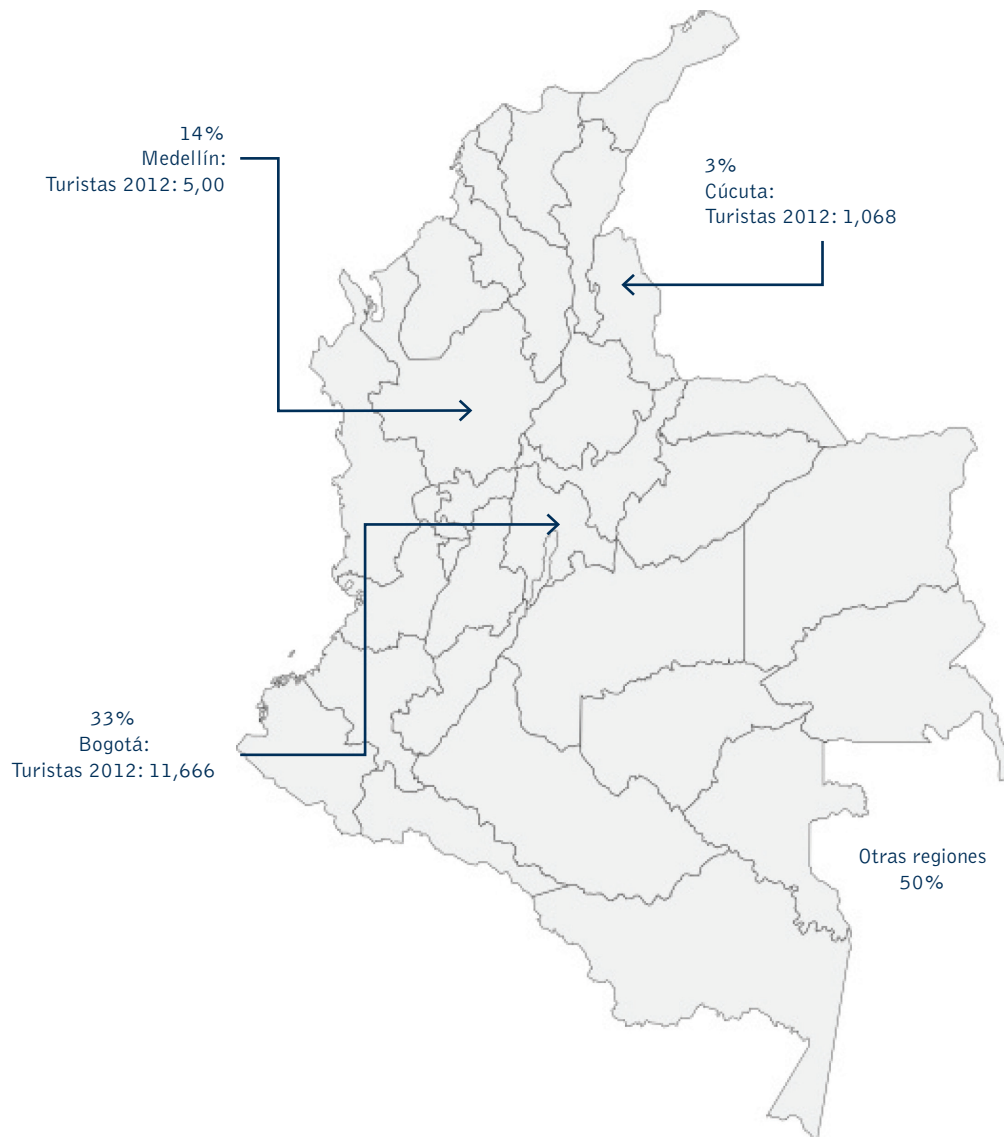 14%
Medellín:
Turistas 2012: 5,00
3%
Cúcuta:
Turistas 2012: 1,068
33%
Bogotá:
Turistas 2012: 11,666
Otras regiones
50%